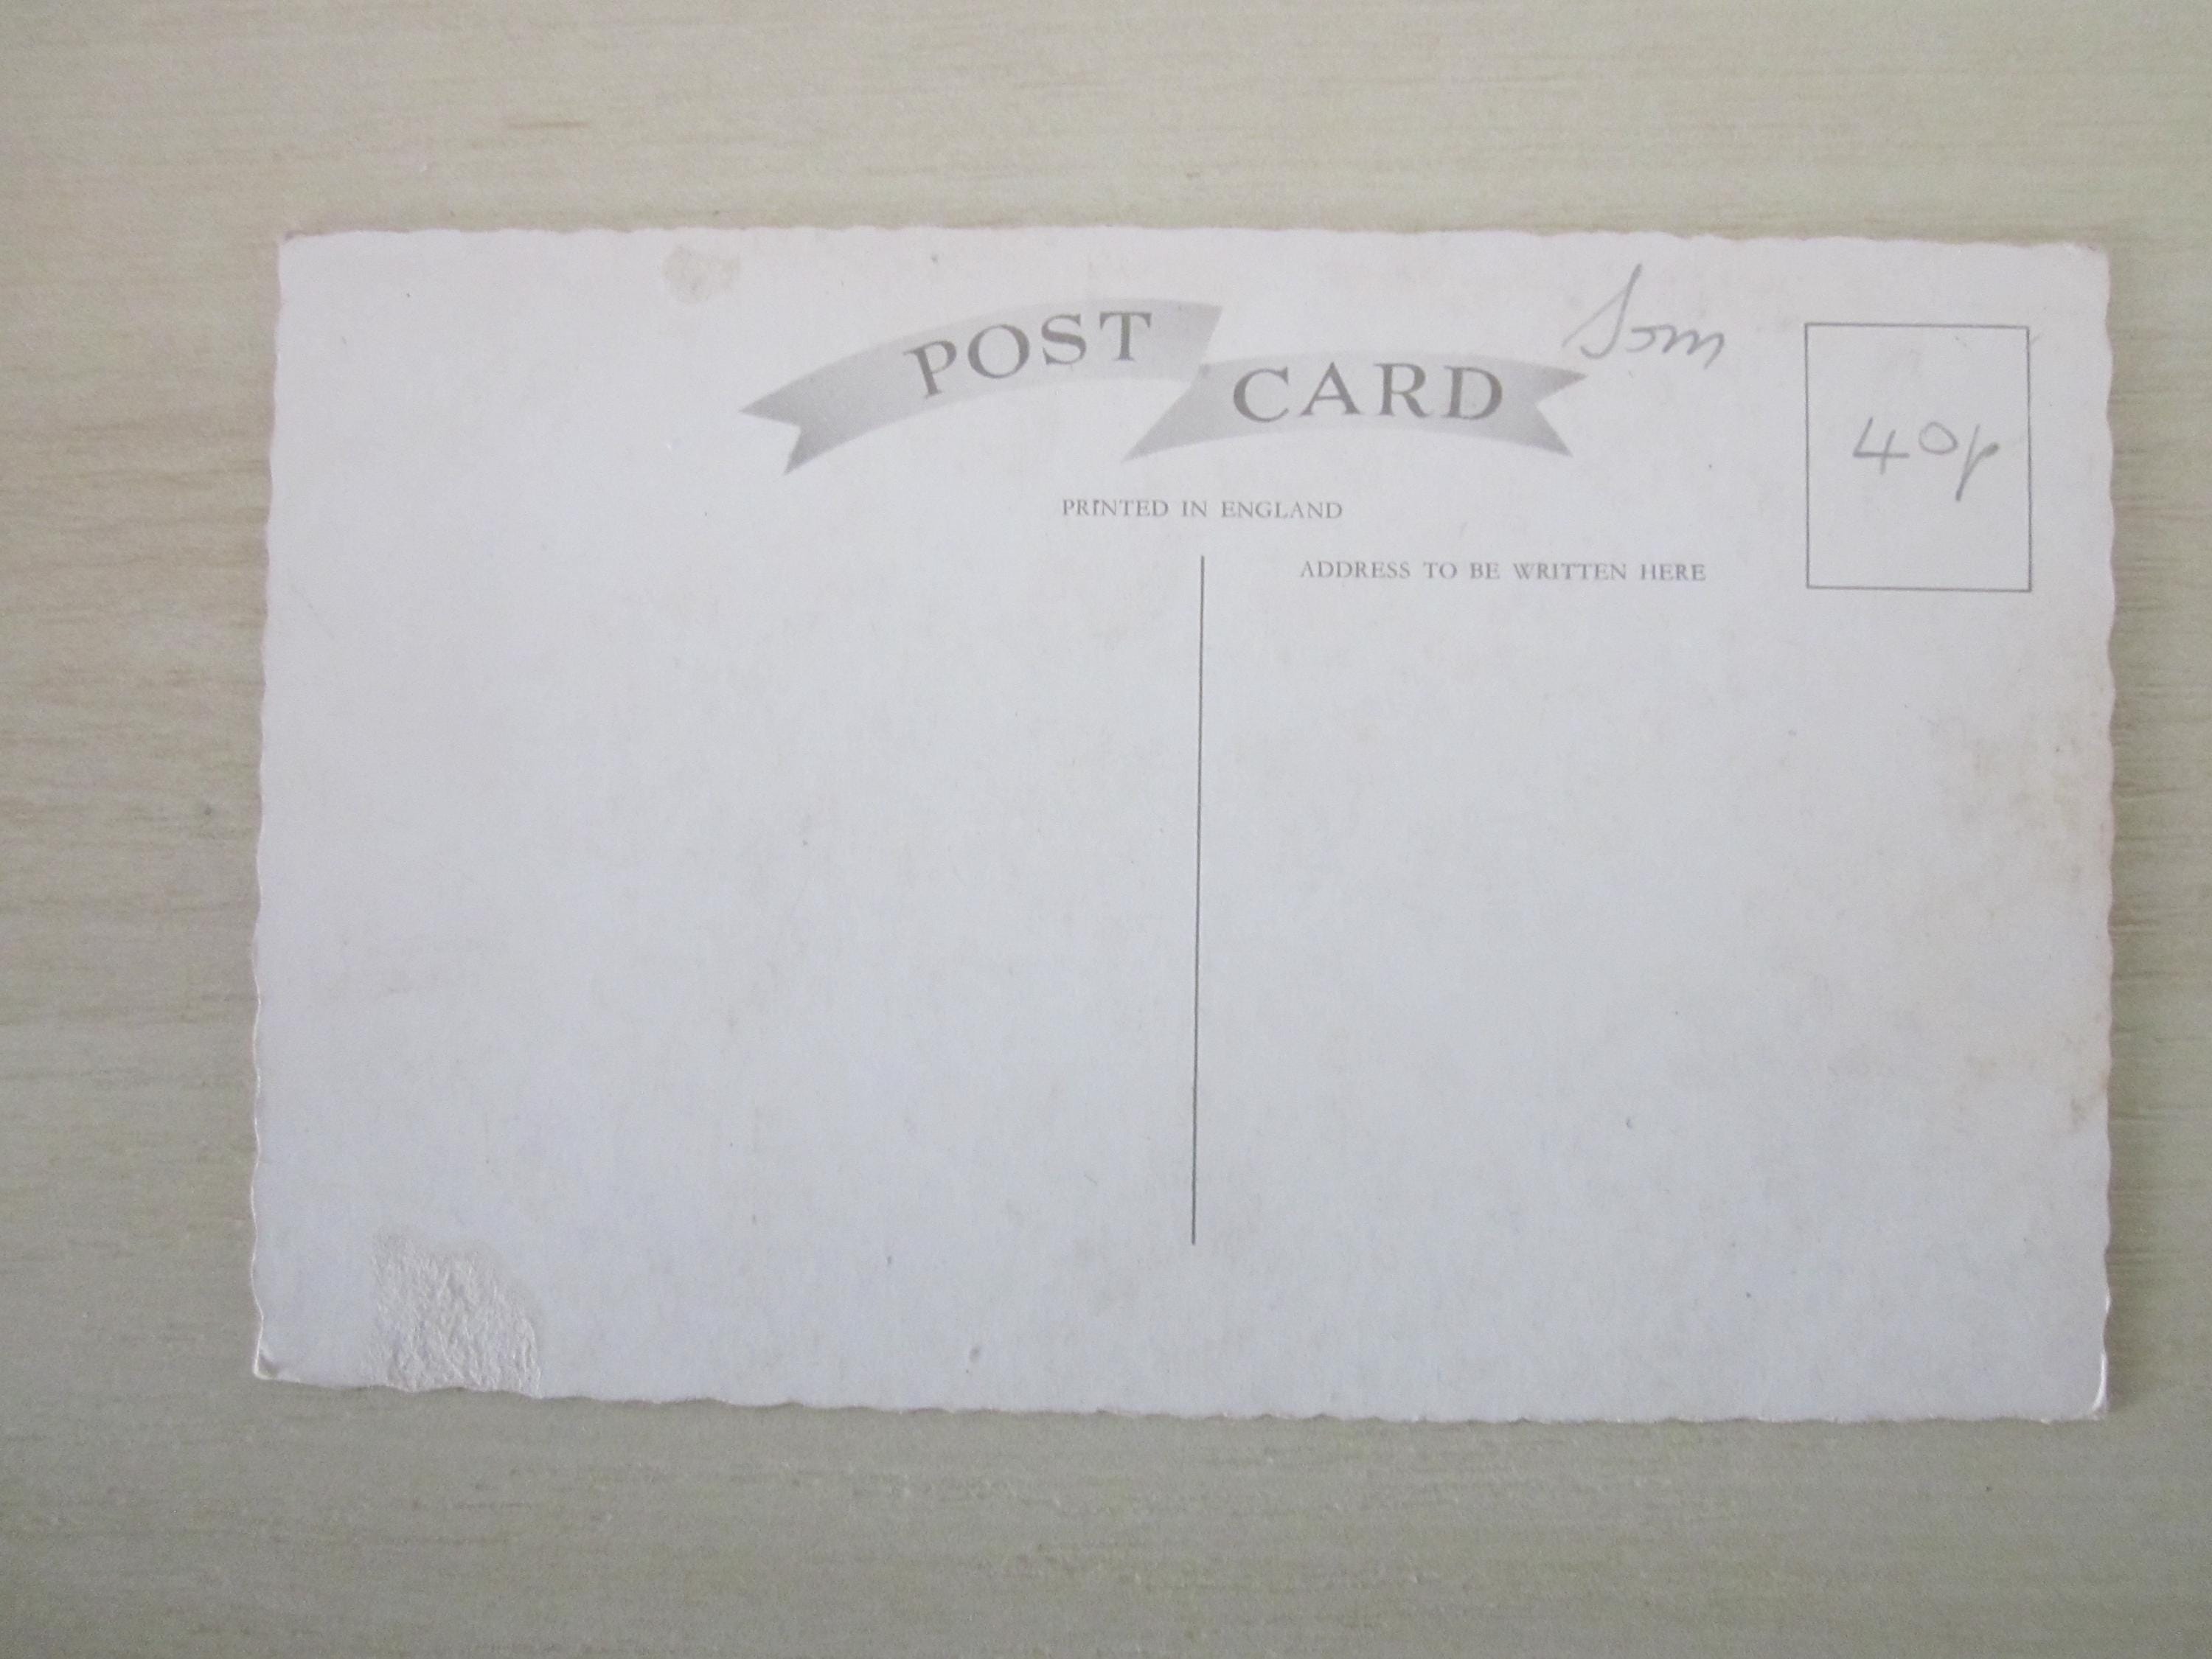 POST CARD
Som
40p
PRINTED IN ENGLAND
ADDRESS TO BE WRITTEN HERE